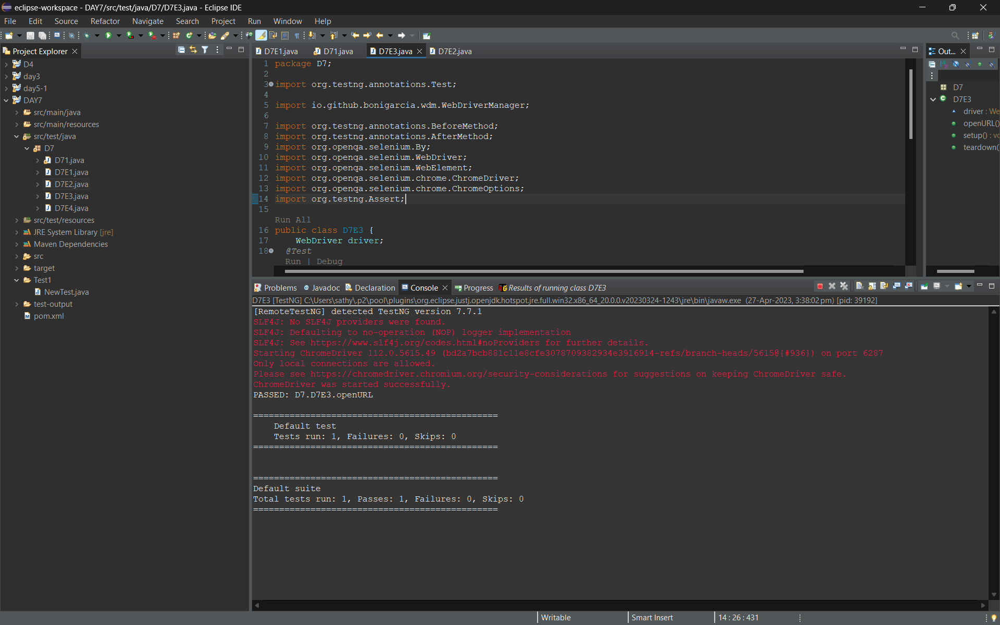 eclipse-workspace - DAY7/src/test/java/D7/D7E3.java - Eclipse IDE
File Edit Source Refactor Navigate Search Project Run Window Help
Project Explorer
D4
day3
day5-1
DAY7
src/main/java
src/main/resources
src/test/java
D7
D71.java
D7E1.java
D7E2.java
D7E3.java
D7E4.java
src/test/resources
JRE System Library [jre]
Maven Dependencies
src
target
Test1
NewTest.java
test-output
pom.xml
D7E1.java D71.java D7E3.java D7E2.java
1 package D7;
2
3 import org.testng.annotations.Test;
4
5 import io.github.bonigarcia.wdm.WebDriverManager;
6
7 import org.testng.annotations.BeforeMethod;
8 import org.testng.annotations.AfterMethod;
9 import org.openqa.selenium.By;
10 import org.openqa.selenium.WebDriver;
11 import org.openqa.selenium.WebElement;
12 import org.openqa.selenium.chrome.ChromeDriver;
13 import org.openqa.selenium.chrome.ChromeOptions;
14 import org.testng.Assert;
15
Run All
16 public class D7E3 {
17 WebDriver driver;
18 @Test
Run | Debug
Out...
D7
D7E3
driver : We
openURL()
setup() : vo
teardown(
Problems Javadoc Declaration Console Progress Results of running class D7E3
D7E3 [TestNG] C:\Users\sathy\.p2\pool\plugins\org.eclipse.justj.openjdk.hotspot.jre.full.win32.x86_64_20.0.0.v20230324-1243\jre\bin\javaw.exe (27-Apr-2023, 3:38:02 pm) [pid: 39192]
[RemoteTestNG] detected TestNG version 7.7.1
SLF4J: No SLF4J providers were found.
SLF4J: Defaulting to no-operation (NOP) logger implementation
SLF4J: See https://www.slf4j.org/codes.html#noProviders for further details.
Starting ChromeDriver 112.0.5615.49 (bd2a7bcb881c11e8cfe3078709382934e3916914-refs/branch-heads/5615@{#936}) on port 6287
Only local connections are allowed.
Please see https://chromedriver.chromium.org/security-considerations for suggestions on keeping ChromeDriver safe.
ChromeDriver was started successfully.
PASSED: D7.D7E3.openURL
===============================================
Default test
Tests run: 1, Failures: 0, Skips: 0
===============================================
===============================================
Default suite
Total tests run: 1, Passes: 1, Failures: 0, Skips: 0
===============================================
Writable Smart Insert 14 : 26 : 431